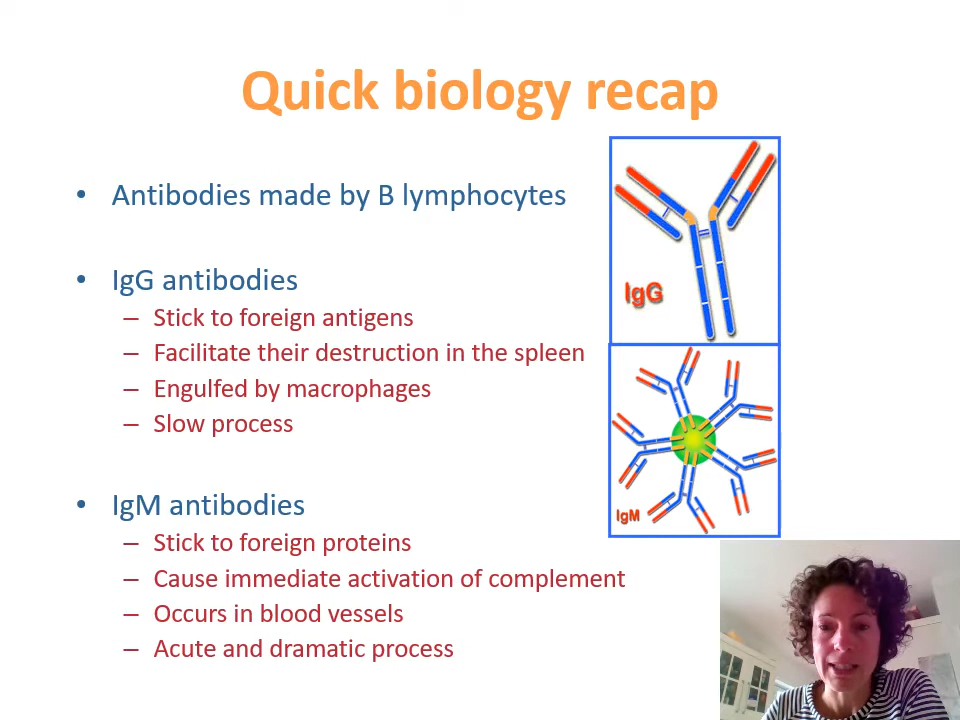 Quick biology recap
• Antibodies made by B lymphocytes
• IgG antibodies
– Stick to foreign antigens
– Facilitate their destruction in the spleen
– Engulfed by macrophages
– Slow process
• IgM antibodies
– Stick to foreign proteins
– Cause immediate activation of complement
– Occurs in blood vessels
– Acute and dramatic process
IgG
IgM